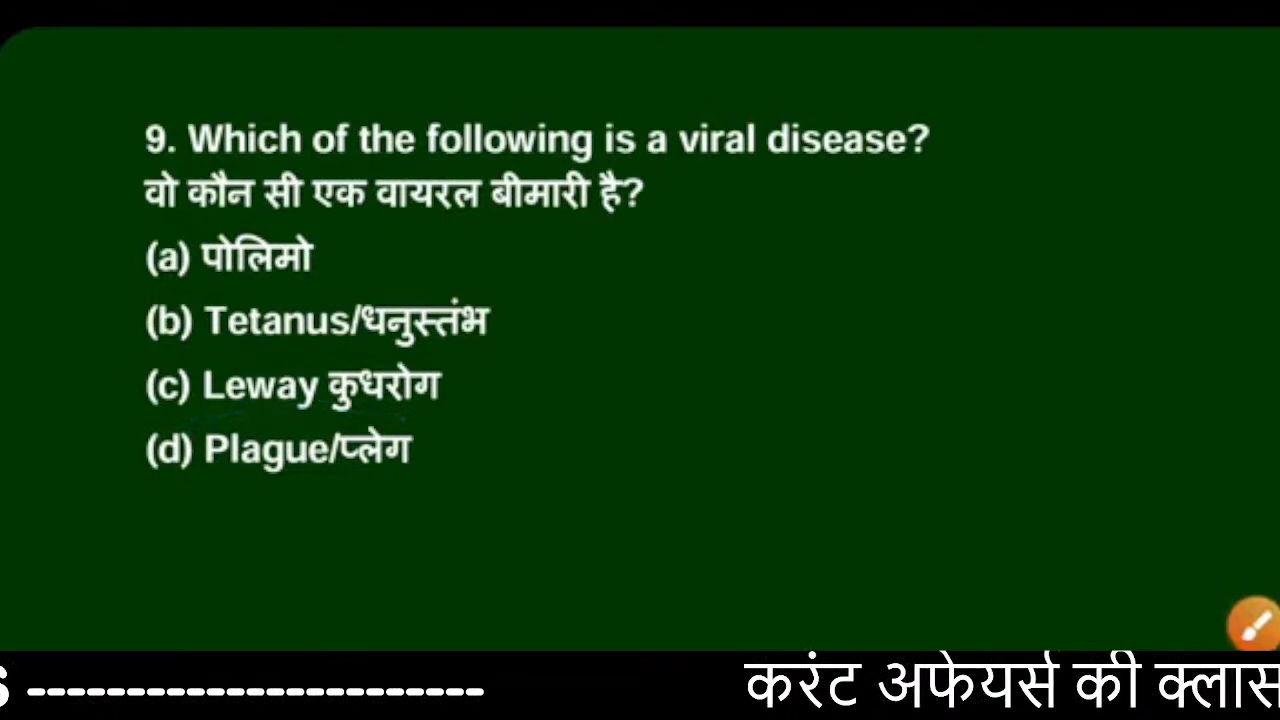 9. Which of the following is a viral disease?
वो कौन सी एक वायरल बीमारी है?
(a) पोलिमो
(b) Tetanus/धनुस्तंभ
(c) Leway कुधरोग
(d) Plague/प्लेग
s ----------------------- करंट अफेयर्स की क्लास